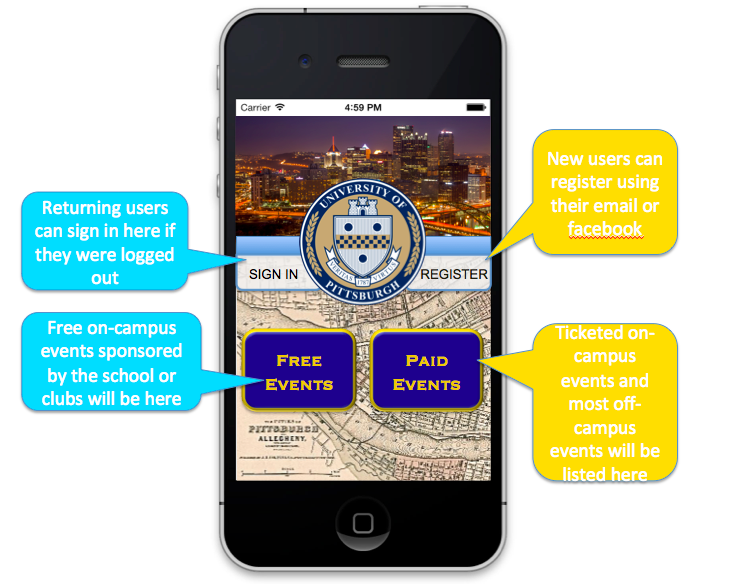 Carrier
4:59 PM
New users can
register using
their email or
facebook
Returning users
can sign in here if
they were logged
out
UNIVERSITY OF
PITTSBURGH
VERITAS 1787 VIRTUS
SIGN IN
REGISTER
Free on-campus
events sponsored
by the school or
clubs will be here
FREE
EVENTS
PAID
EVENTS
Ticketed on-
campus
events and
most off-
campus
events will be
listed here
PITTSBURGH
ALLEGHENY.